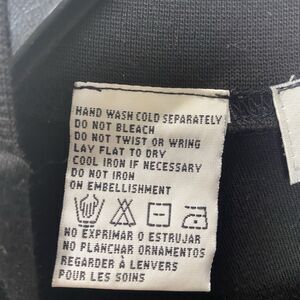 HAND WASH COLD SEPARATELY
DO NOT BLEACH
DO NOT TWIST OR WRING
LAY FLAT TO DRY
COOL IRON IF NECESSARY
DO NOT IRON
ON EMBELLISHMENT
NO EXPRIMAR O ESTRUJAR
NO PLANCHAR ORNAMENTOS
REGARDER À LENVERS
POUR LES SOINS